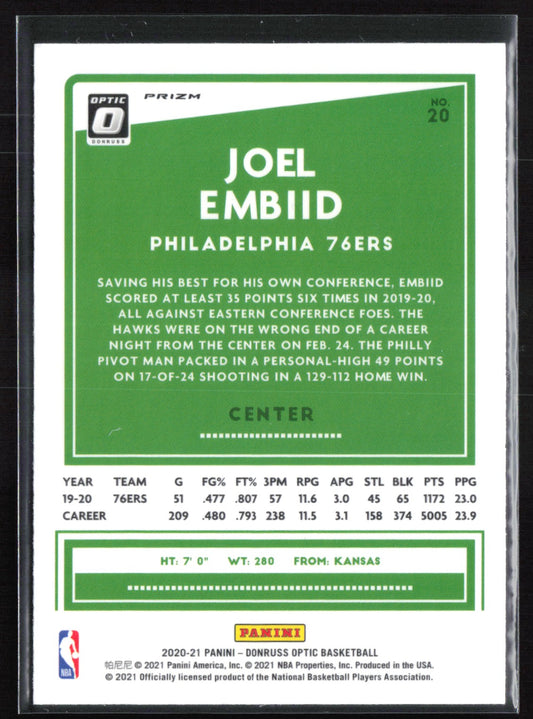 OPTIC
DONRUSS
PRIZM
NO.
20
JOEL
EMBIID
PHILADELPHIA 76ERS
SAVING HIS BEST FOR HIS OWN CONFERENCE, EMBIID
SCORED AT LEAST 35 POINTS SIX TIMES IN 2019-20,
ALL AGAINST EASTERN CONFERENCE FOES. THE
HAWKS WERE ON THE WRONG END OF A CAREER
NIGHT FROM THE CENTER ON FEB. 24. THE PHILLY
PIVOT MAN PACKED IN A PERSONAL-HIGH 49 POINTS
ON 17-OF-24 SHOOTING IN A 129-112 HOME WIN.
CENTER
YEAR TEAM G FG% FT% 3PM RPG APG STL BLK PTS PPG
19-20 76ERS 51 .477 .807 57 11.6 3.0 45 65 1172 23.0
CAREER 209 .480 .793 238 11.5 3.1 158 374 5005 23.9
HT: 7' 0" WT: 280 FROM: KANSAS
PANINI
NBA
2020-21 PANINI – DONRUSS OPTIC BASKETBALL
帕尼尼 © 2021 Panini America, Inc. © 2021 NBA Properties, Inc. Produced in the USA.
© 2021 Officially licensed product of the National Basketball Players Association.